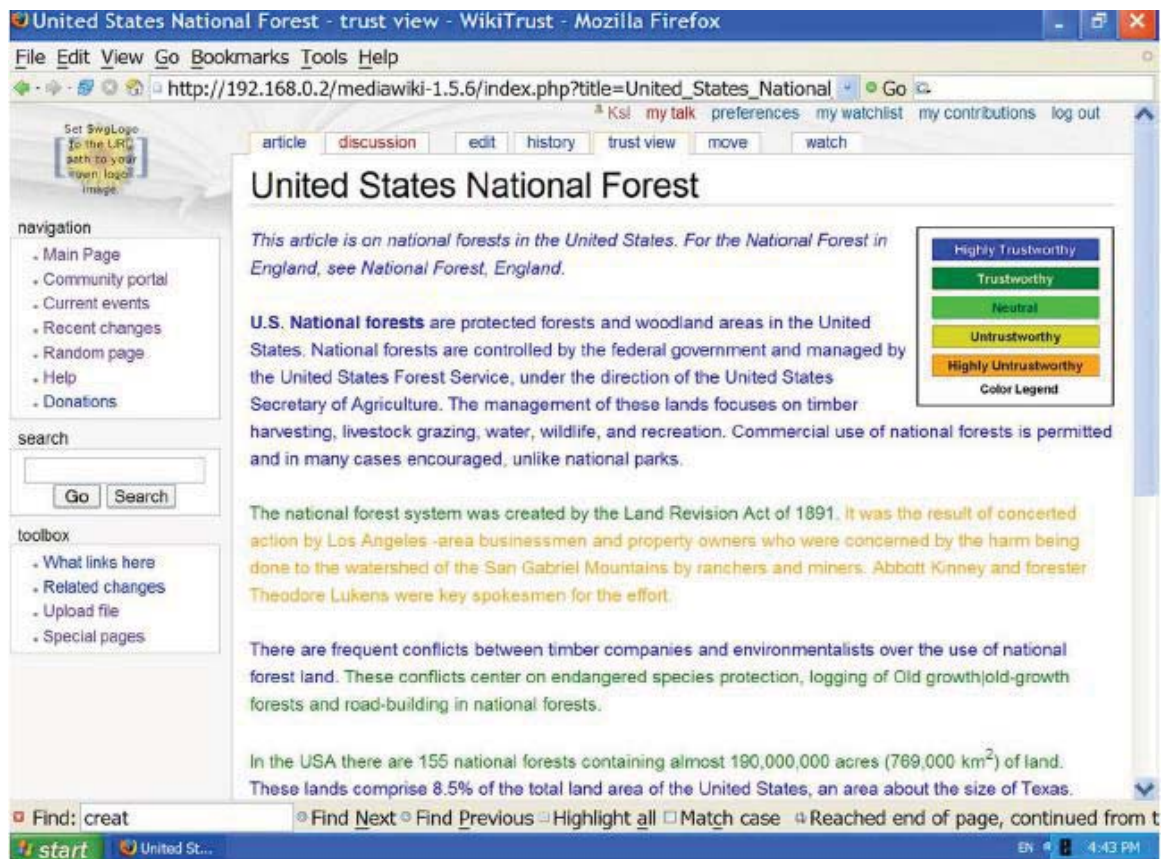 United States National Forest - trust view - WikiTrust - Mozilla Firefox
File Edit View Go Bookmarks Tools Help
http://192.168.0.2/mediawiki-1.5.6/index.php?title=United_States_National
Go
Ksl my talk preferences my watchlist my contributions log out
Set $wgLogo
to the URL
path to your
own logo
image.
article discussion edit history trust view move watch
United States National Forest
navigation
Main Page
Community portal
Current events
Recent changes
Random page
Help
Donations
search
Go Search
toolbox
What links here
Related changes
Upload file
Special pages
This article is on national forests in the United States. For the National Forest in
England, see National Forest, England.
Highly Trustworthy
Trustworthy
Neutral
Untrustworthy
Highly Untrustworthy
Color Legend
U.S. National forests are protected forests and woodland areas in the United
States. National forests are controlled by the federal government and managed by
the United States Forest Service, under the direction of the United States
Secretary of Agriculture. The management of these lands focuses on timber
harvesting, livestock grazing, water, wildlife, and recreation. Commercial use of national forests is permitted
and in many cases encouraged, unlike national parks.
The national forest system was created by the Land Revision Act of 1891. It was the result of concerted
action by Los Angeles -area businessmen and property owners who were concerned by the harm being
done to the watershed of the San Gabriel Mountains by ranchers and miners. Abbott Kinney and forester
Theodore Lukens were key spokesmen for the effort.
There are frequent conflicts between timber companies and environmentalists over the use of national
forest land. These conflicts center on endangered species protection, logging of Old growth|old-growth
forests and road-building in national forests.
In the USA there are 155 national forests containing almost 190,000,000 acres (769,000 km²) of land.
These lands comprise 8.5% of the total land area of the United States, an area about the size of Texas.
Find: creat Find Next Find Previous Highlight all Match case Reached end of page, continued from t
start United St... EN 4:43 PM